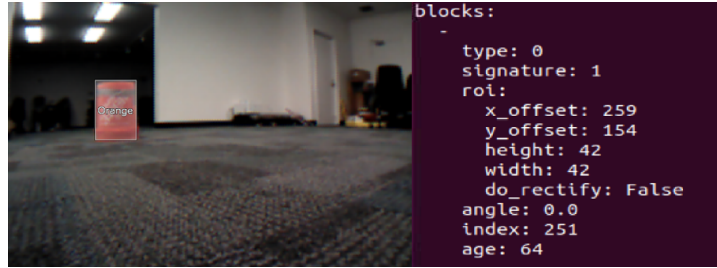 Orange
blocks:
-
type: 0
signature: 1
roi:
x_offset: 259
y_offset: 154
height: 42
width: 42
do_rectify: False
angle: 0.0
index: 251
age: 64